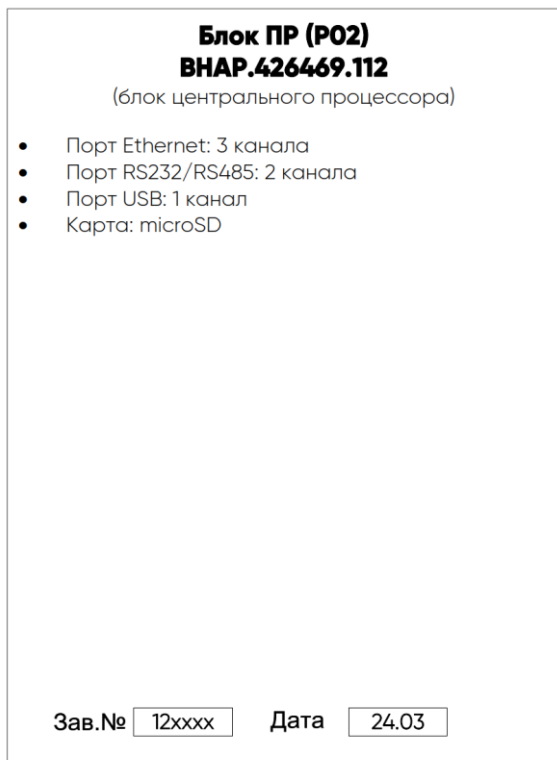 Блок ПР (P02)
ВНАР.426469.112
(блок центрального процессора)
• Порт Ethernet: 3 канала
• Порт RS232/RS485: 2 канала
• Порт USB: 1 канал
• Карта: microSD
Зав.№ 12xxxx Дата 24.03